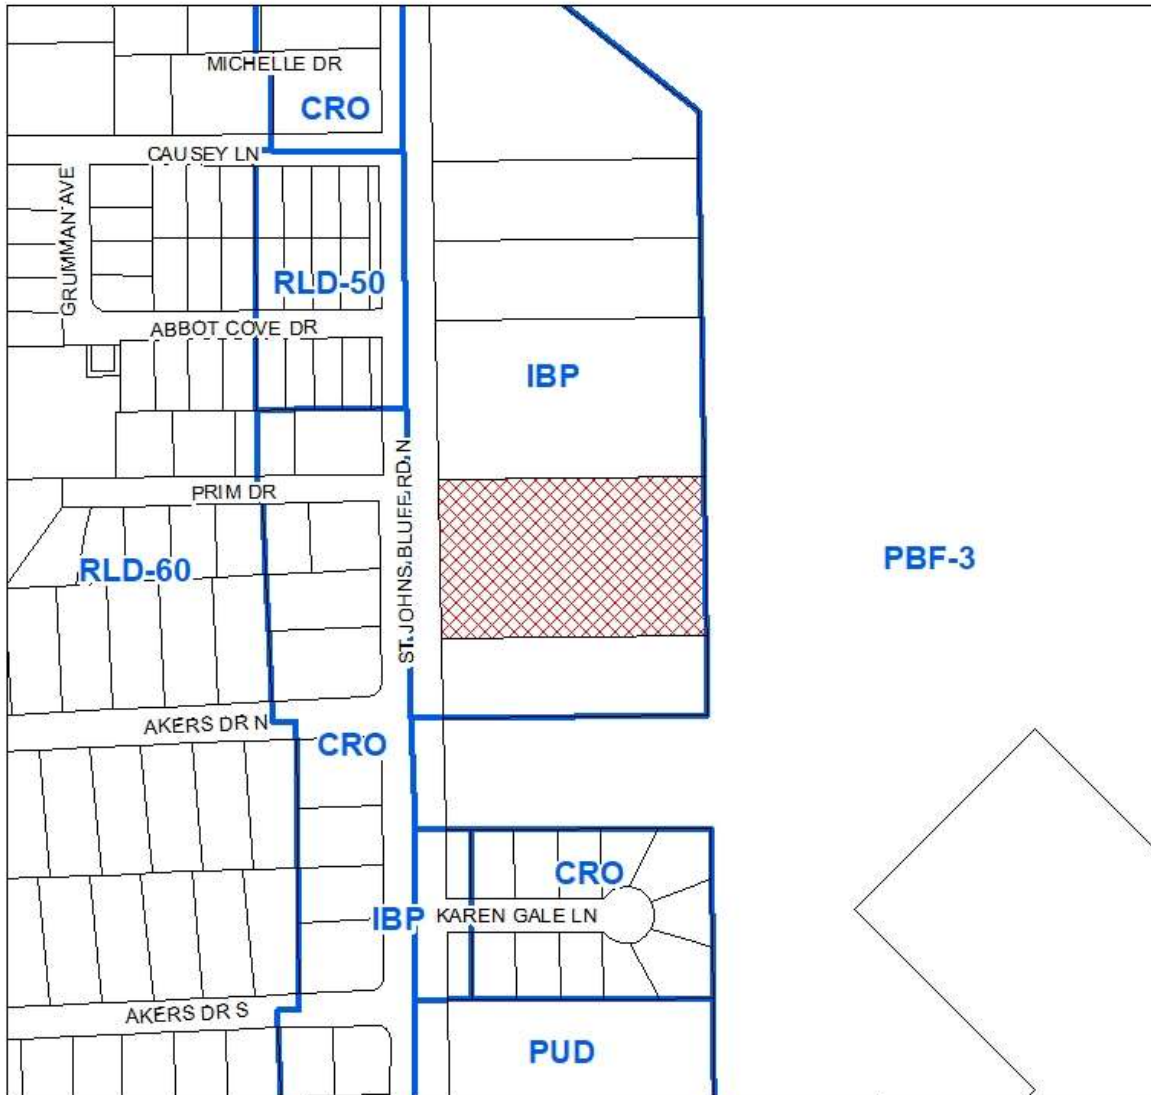 MICHELLE DR
CRO
CAUSEY LN
GRUMMAN AVE
RLD-50
ABBOT COVE DR
IBP
ST. JOHNS BLUFF RD N
PRIM DR
RLD-60
PBF-3
AKERS DR N
CRO
CRO
IBP
KAREN GALE LN
AKERS DR S
PUD